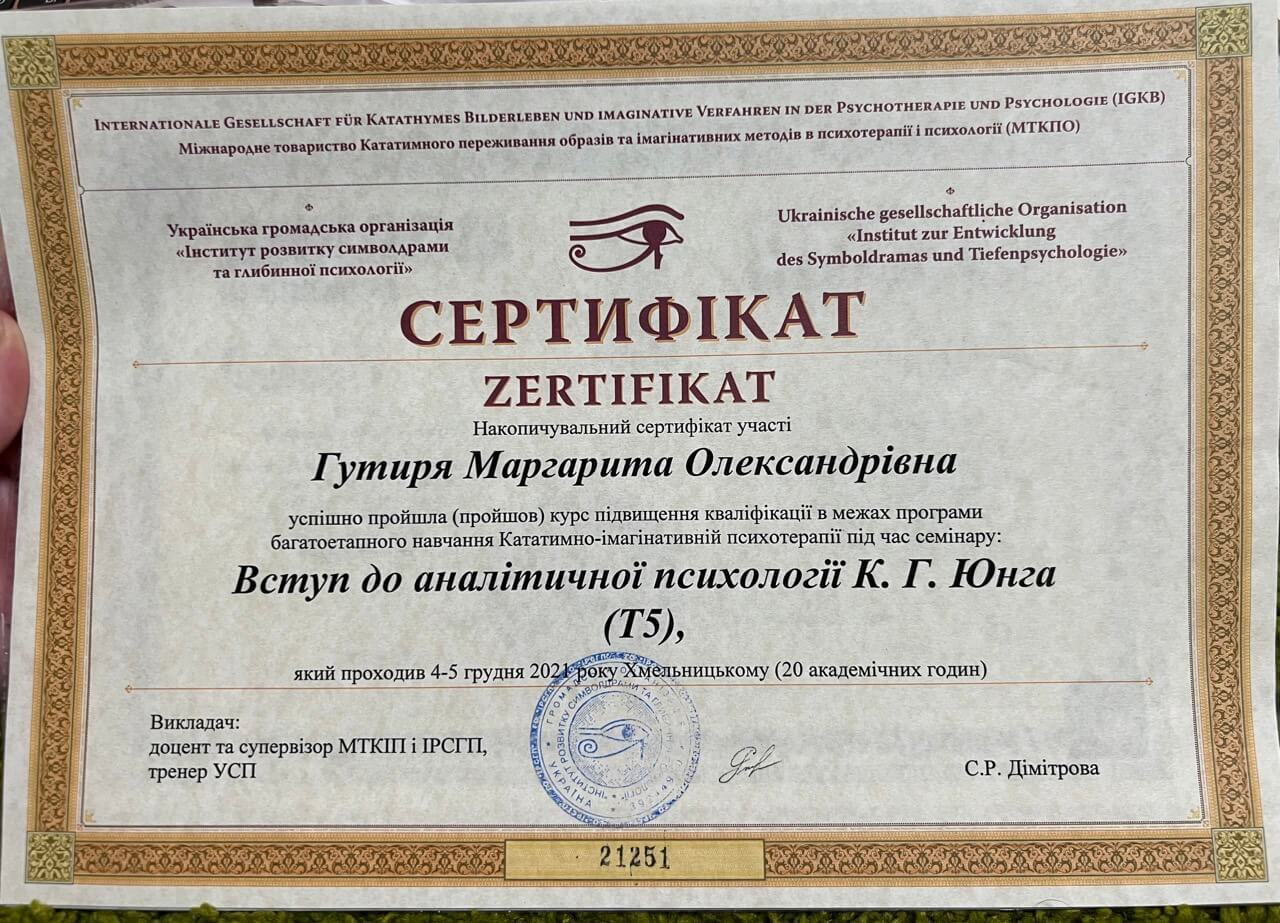 Internationale Gesellschaft für Katathymes Bilderleben und imaginative Verfahren in der Psychotherapie und Psychologie (IGKB)
Міжнародне товариство Кататимного переживання образів та імагінативних методів в психотерапії і психології (МТКПО)
Українська громадська організація
«Інститут розвитку символдрами
та глибинної психології»
Ukrainische gesellschaftliche Organisation
«Institut zur Entwicklung
des Symboldramas und Tiefenpsychologie»
СЕРТИФІКАТ
ZERTIFIKAT
Накопичувальний сертифікат участі
Гутиря Маргарита Олександрівна
успішно пройшла (пройшов) курс підвищення кваліфікації в межах програми
багатоетапного навчання Кататимно-імагінативній психотерапії під час семінару:
Вступ до аналітичної психології К. Г. Юнга
(Т5),
який проходив 4-5 грудня 2021 року Хмельницькому (20 академічних годин)
Викладач:
доцент та супервізор МТКІП і ІРСГП,
тренер УСП
С.Р. Дімітрова
УКРАЇНА
21251